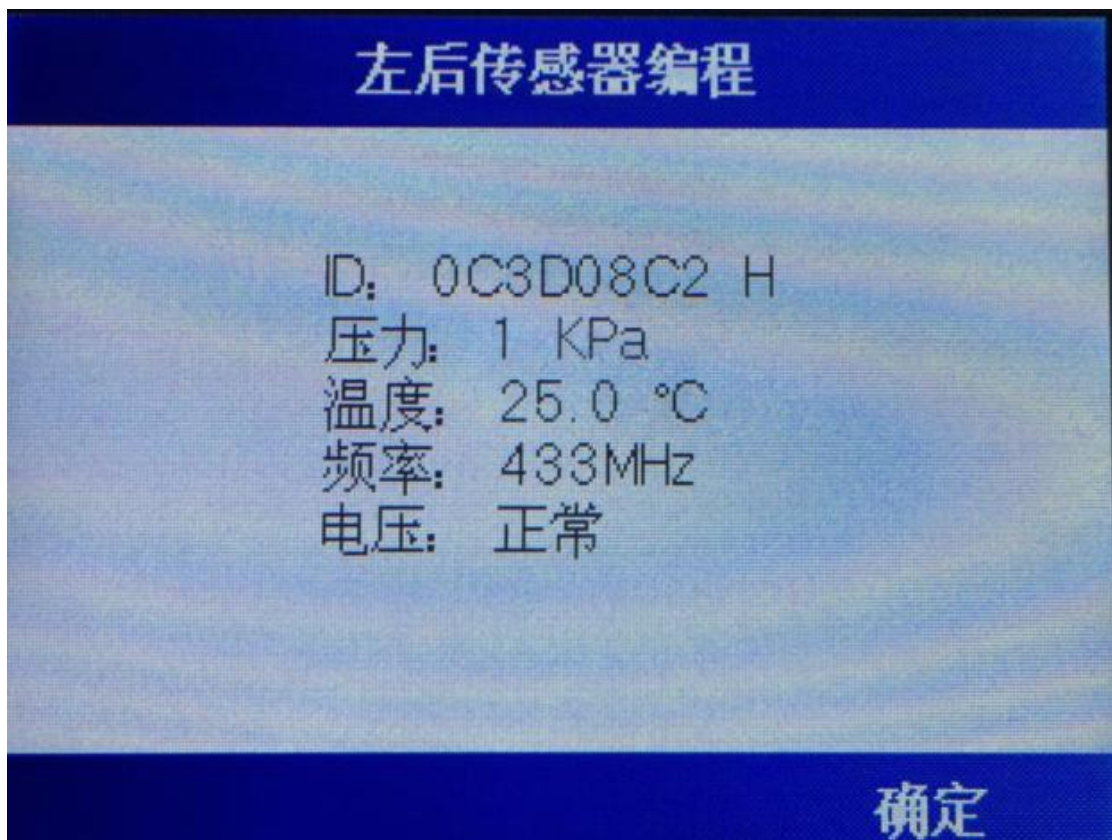 左后传感器编程
ID: 0C3D08C2 H
压力: 1 KPa
温度: 25.0 ℃
频率: 433MHz
电压: 正常
确定